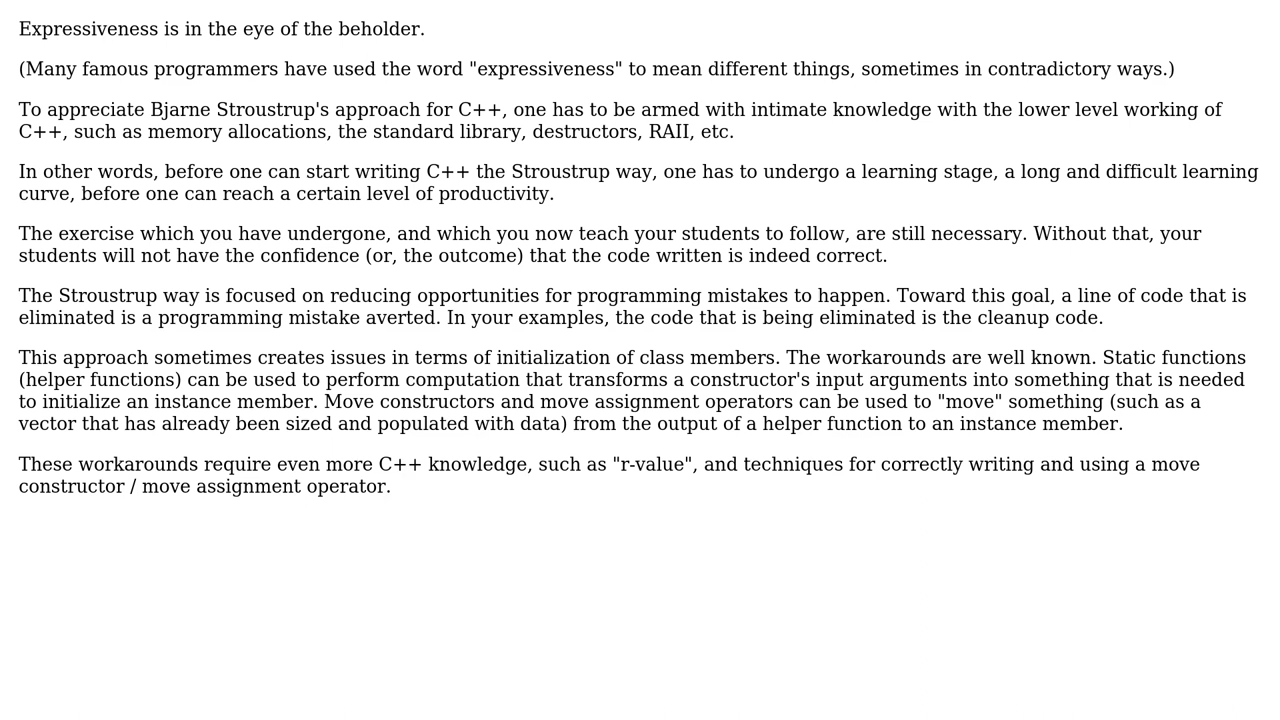 Expressiveness is in the eye of the beholder.
(Many famous programmers have used the word "expressiveness" to mean different things, sometimes in contradictory ways.)
To appreciate Bjarne Stroustrup's approach for C++, one has to be armed with intimate knowledge with the lower level working of
C++, such as memory allocations, the standard library, destructors, RAII, etc.
In other words, before one can start writing C++ the Stroustrup way, one has to undergo a learning stage, a long and difficult learning
curve, before one can reach a certain level of productivity.
The exercise which you have undergone, and which you now teach your students to follow, are still necessary. Without that, your
students will not have the confidence (or, the outcome) that the code written is indeed correct.
The Stroustrup way is focused on reducing opportunities for programming mistakes to happen. Toward this goal, a line of code that is
eliminated is a programming mistake averted. In your examples, the code that is being eliminated is the cleanup code.
This approach sometimes creates issues in terms of initialization of class members. The workarounds are well known. Static functions
(helper functions) can be used to perform computation that transforms a constructor's input arguments into something that is needed
to initialize an instance member. Move constructors and move assignment operators can be used to "move" something (such as a
vector that has already been sized and populated with data) from the output of a helper function to an instance member.
These workarounds require even more C++ knowledge, such as "r-value", and techniques for correctly writing and using a move
constructor / move assignment operator.